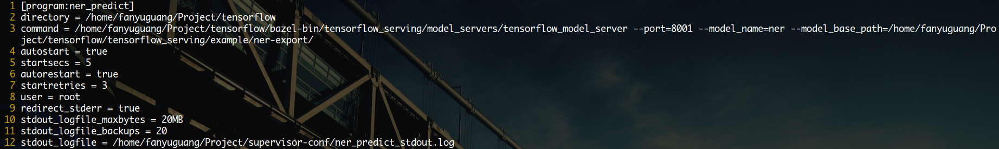 1 [program:ner_predict]
2 directory = /home/fanyuguang/Project/tensorflow
3 command = /home/fanyuguang/Project/tensorflow/bazel-bin/tensorflow_serving/model_servers/tensorflow_model_server --port=8001 --model_name=ner --model_base_path=/home/fanyuguang/Pro
ject/tensorflow/tensorflow_serving/example/ner-export/
4 autostart = true
5 startsecs = 5
6 autorestart = true
7 startretries = 3
8 user = root
9 redirect_stderr = true
10 stdout_logfile_maxbytes = 20MB
11 stdout_logfile_backups = 20
12 stdout_logfile = /home/fanyuguang/Project/supervisor-conf/ner_predict_stdout.log